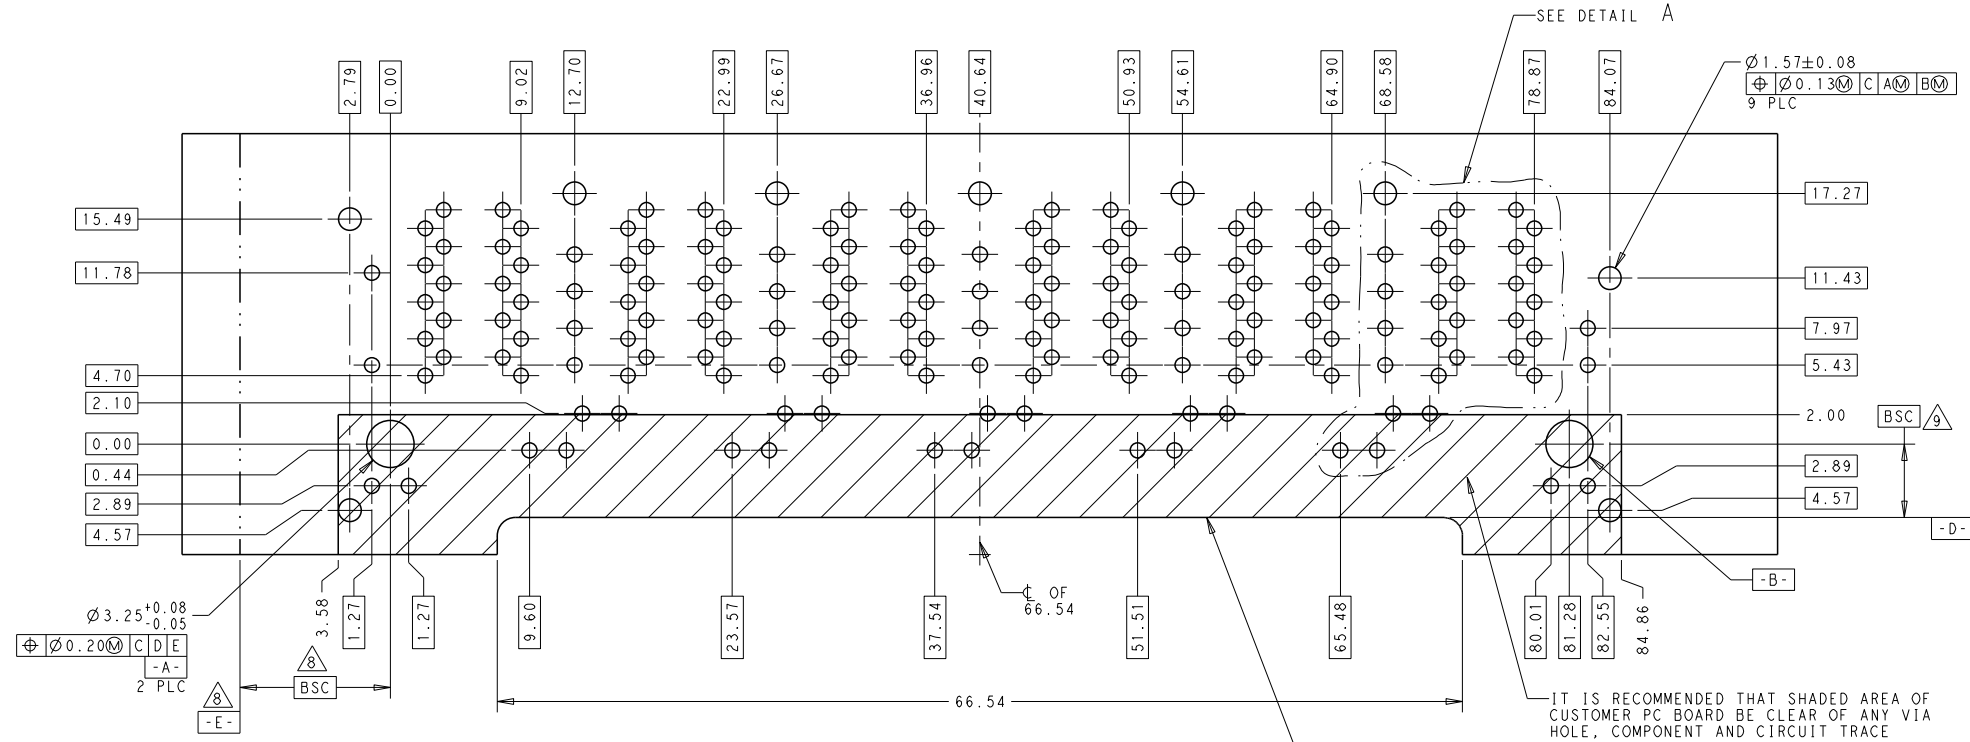 SEE DETAIL A
2.79
0.00
9.02
12.70
22.99
26.67
36.96
40.64
50.93
54.61
64.90
68.58
78.87
84.07
Ø1.57±0.08
⌖ Ø0.13Ⓜ C AⓂ BⓂ
9 PLC
15.49
11.78
4.70
2.10
0.00
0.44
2.89
4.57
17.27
11.43
7.97
5.43
2.00
BSC 9
2.89
4.57
-D-
-B-
Ø3.25 +0.08 -0.05
⌖ Ø0.20Ⓜ C D E
-A-
2 PLC
8
-E-
8
BSC
3.58
1.27
1.27
9.60
23.57
37.54
℄ OF
66.54
51.51
65.48
80.01
81.28
82.55
84.86
66.54
IT IS RECOMMENDED THAT SHADED AREA OF
CUSTOMER PC BOARD BE CLEAR OF ANY VIA
HOLE, COMPONENT AND CIRCUIT TRACE